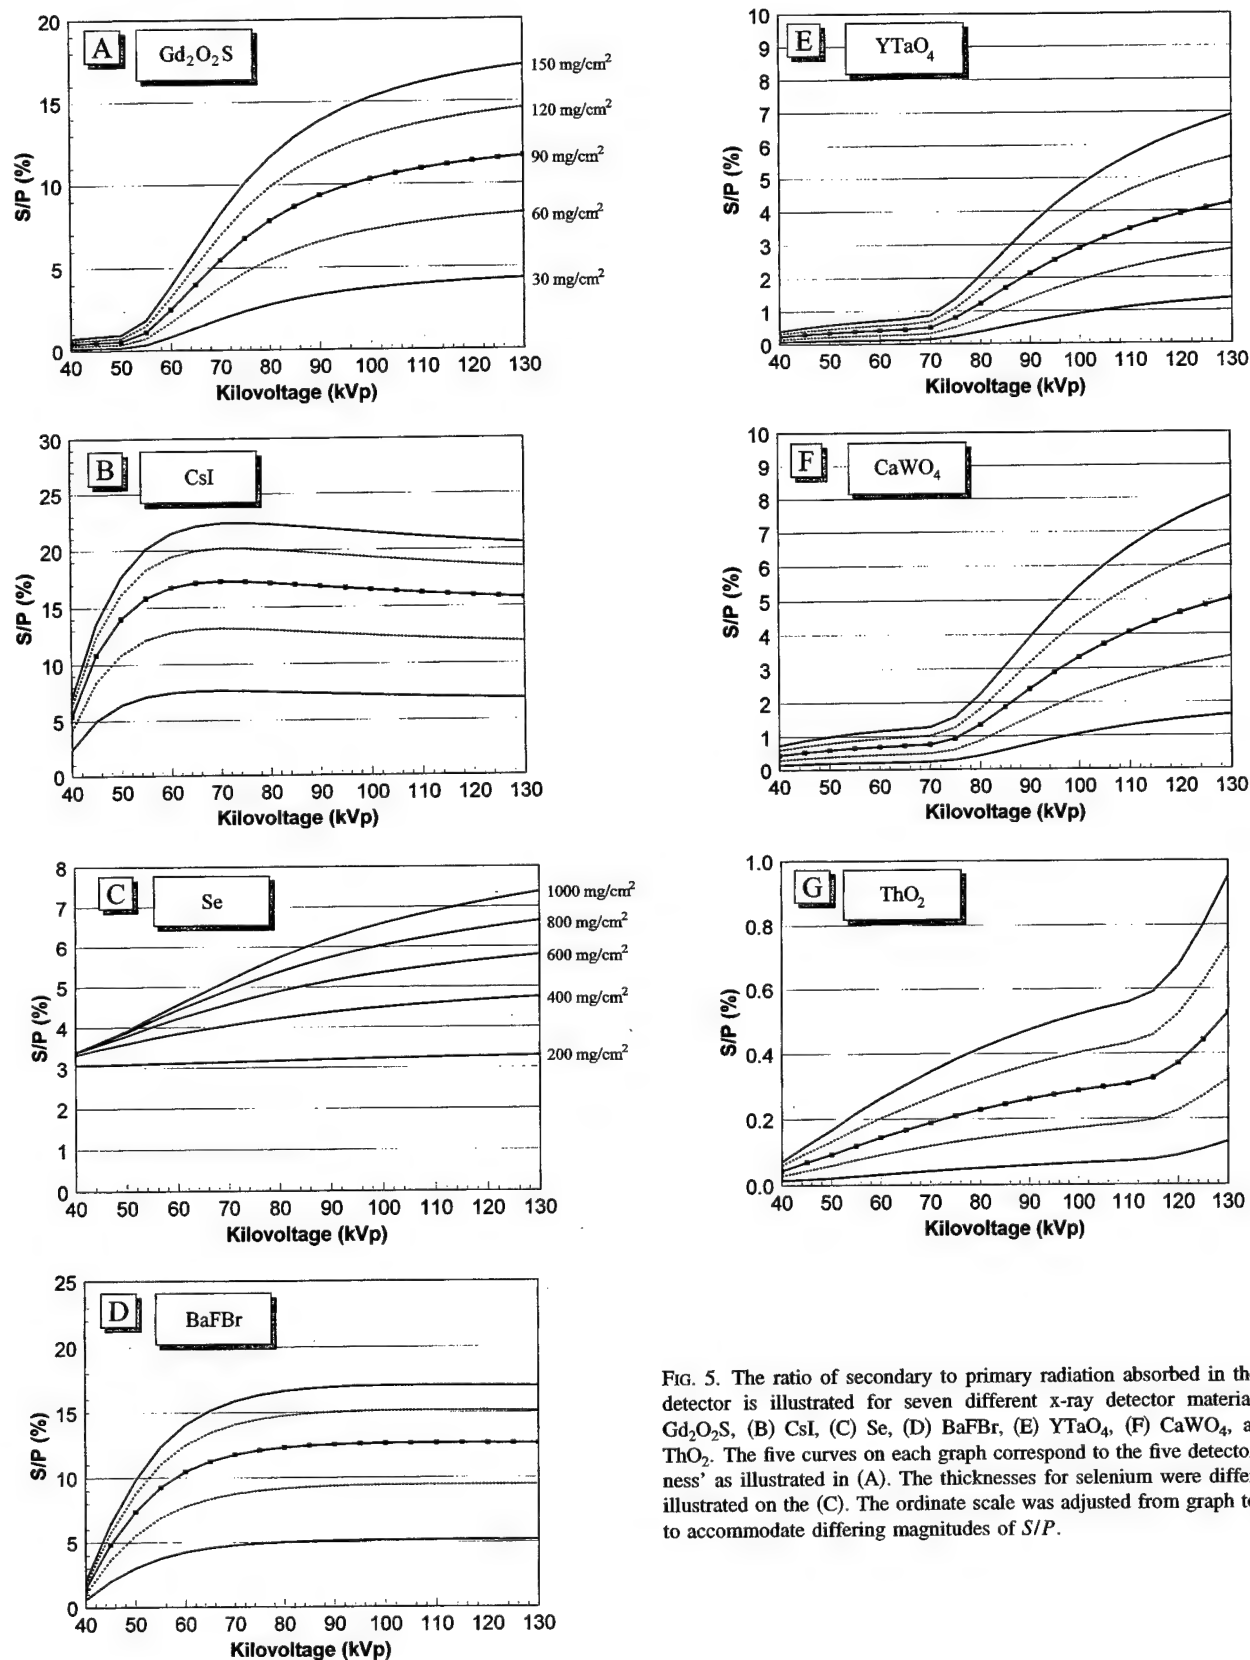 A
Gd₂O₂S
20
15
10
5
0
S/P (%)
150 mg/cm²
120 mg/cm²
90 mg/cm²
60 mg/cm²
30 mg/cm²
40 50 60 70 80 90 100 110 120 130
Kilovoltage (kVp)
B
CsI
30
25
20
15
10
5
0
S/P (%)
40 50 60 70 80 90 100 110 120 130
Kilovoltage (kVp)
C
Se
8
7
6
5
4
3
2
1
0
S/P (%)
1000 mg/cm²
800 mg/cm²
600 mg/cm²
400 mg/cm²
200 mg/cm²
40 50 60 70 80 90 100 110 120 130
Kilovoltage (kVp)
D
BaFBr
25
20
15
10
5
0
S/P (%)
40 50 60 70 80 90 100 110 120 130
Kilovoltage (kVp)
E
YTaO₄
10
9
8
7
6
5
4
3
2
1
0
S/P (%)
40 50 60 70 80 90 100 110 120 130
Kilovoltage (kVp)
F
CaWO₄
10
9
8
7
6
5
4
3
2
1
0
S/P (%)
40 50 60 70 80 90 100 110 120 130
Kilovoltage (kVp)
G
ThO₂
1.0
0.8
0.6
0.4
0.2
0.0
S/P (%)
40 50 60 70 80 90 100 110 120 130
Kilovoltage (kVp)
FIG. 5. The ratio of secondary to primary radiation absorbed in th
detector is illustrated for seven different x-ray detector materia
Gd₂O₂S, (B) CsI, (C) Se, (D) BaFBr, (E) YTaO₄, (F) CaWO₄, a
ThO₂. The five curves on each graph correspond to the five detecto
ness' as illustrated in (A). The thicknesses for selenium were diffe
illustrated on the (C). The ordinate scale was adjusted from graph t
to accommodate differing magnitudes of S/P.